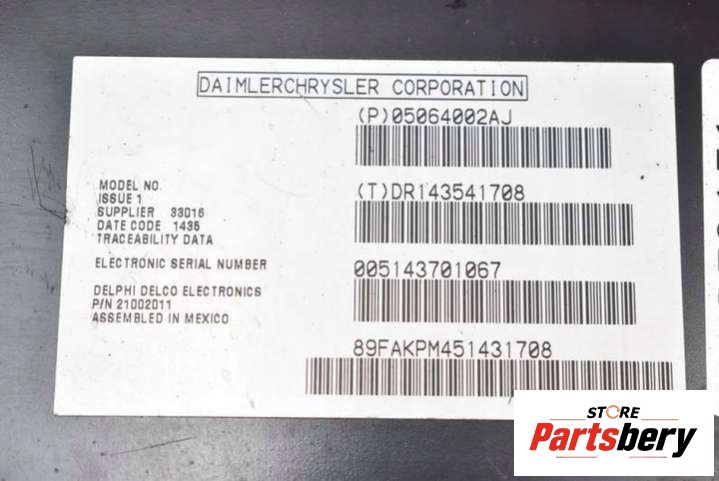 DAIMLERCHRYSLER CORPORATION
(P)05064002AJ
MODEL NO.
ISSUE 1
SUPPLIER 33016
DATE CODE 1435
TRACEABILITY DATA
(T)DR143541708
ELECTRONIC SERIAL NUMBER
005143701067
DELPHI DELCO ELECTRONICS
P/N 21002011
ASSEMBLED IN MEXICO
89FAKPM451431708
STORE
Partsbery